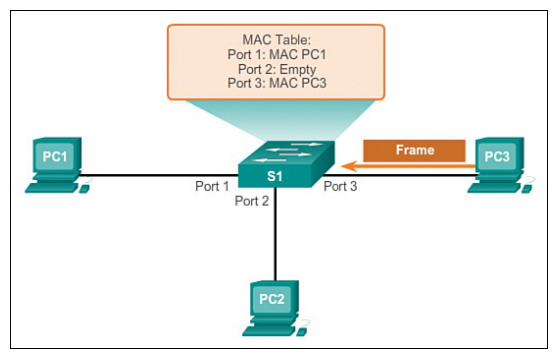 MAC Table:
Port 1: MAC PC1
Port 2: Empty
Port 3: MAC PC3
Frame
PC1
PC3
S1
Port 1
Port 3
Port 2
PC2